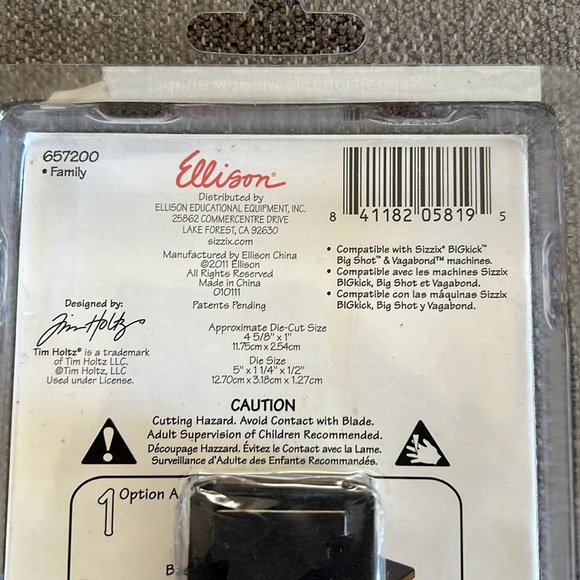 657200
• Family
Ellison®
Distributed by
ELLISON EDUCATIONAL EQUIPMENT, INC.
25862 COMMERCENTRE DRIVE
LAKE FOREST, CA 92630
sizzix.com
Manufactured by Ellison China
©2011 Ellison
All Rights Reserved
Made in China
010111
Patents Pending
8 41182 05819 5
• Compatible with Sizzix® BIGkick™
Big Shot™ & Vagabond™ machines.
• Compatible avec les machines Sizzix
BIGkick, Big Shot et Vagabond.
• Compatible con las máquinas Sizzix
BIGkick, Big Shot y Vagabond.
Designed by:
Tim Holtz
Tim Holtz® is a trademark
of Tim Holtz LLC.
©Tim Holtz, LLC
Used under License.
Approximate Die-Cut Size
4 5/8" x 1"
11.75cm x 2.54cm
Die Size
5" x 1 1/4" x 1/2"
12.70cm x 3.18cm x 1.27cm
CAUTION
Cutting Hazard. Avoid Contact with Blade.
Adult Supervision of Children Recommended.
Découpage Hazzard. Évitez le Contact avec la Lame.
Surveillance d'Adulte des Enfants Recommandés.
1 Option A